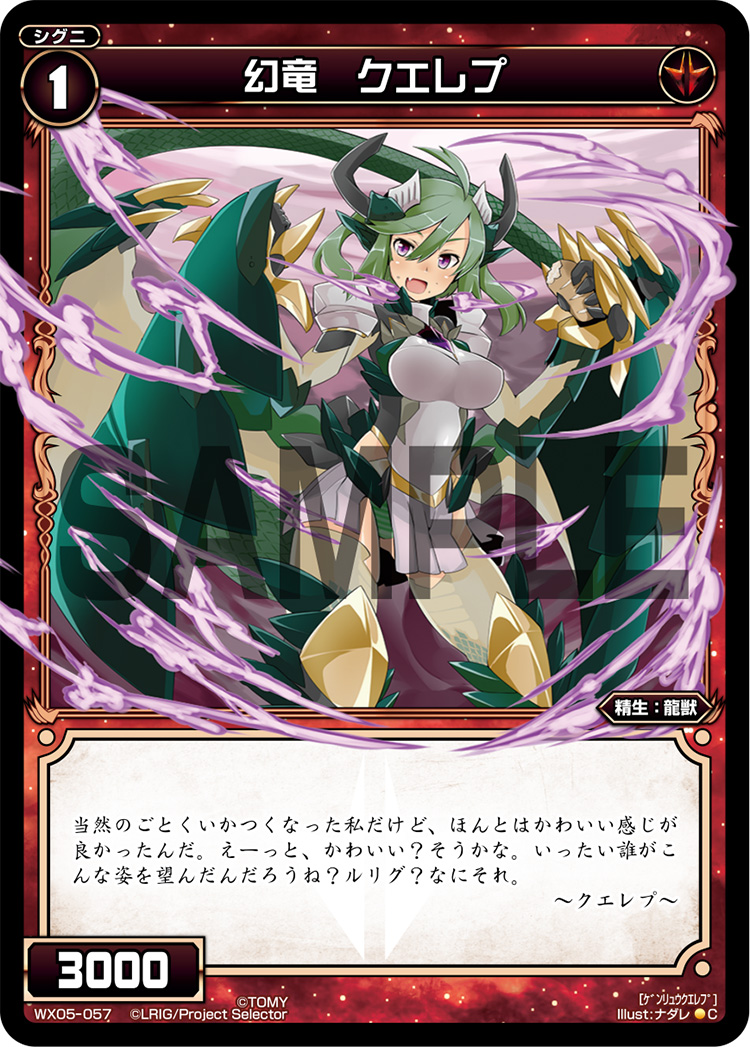 シグニ
1
幻竜　クエレプ
SAMPLE
精生：龍獣
当然のごとくいかつくなった私だけど、ほんとはかわいい感じが
良かったんだ。えーっと、かわいい？そうかな。いったい誰がこ
んな姿を望んだんだろうね？ルリグ？なにそれ。
～クエレプ～
3000
©TOMY
[ｹﾞﾝﾘｭｳｸｴﾚﾌﾟ]
WX05-057 ©LRIG/Project Selector
Illust:ナダレ C